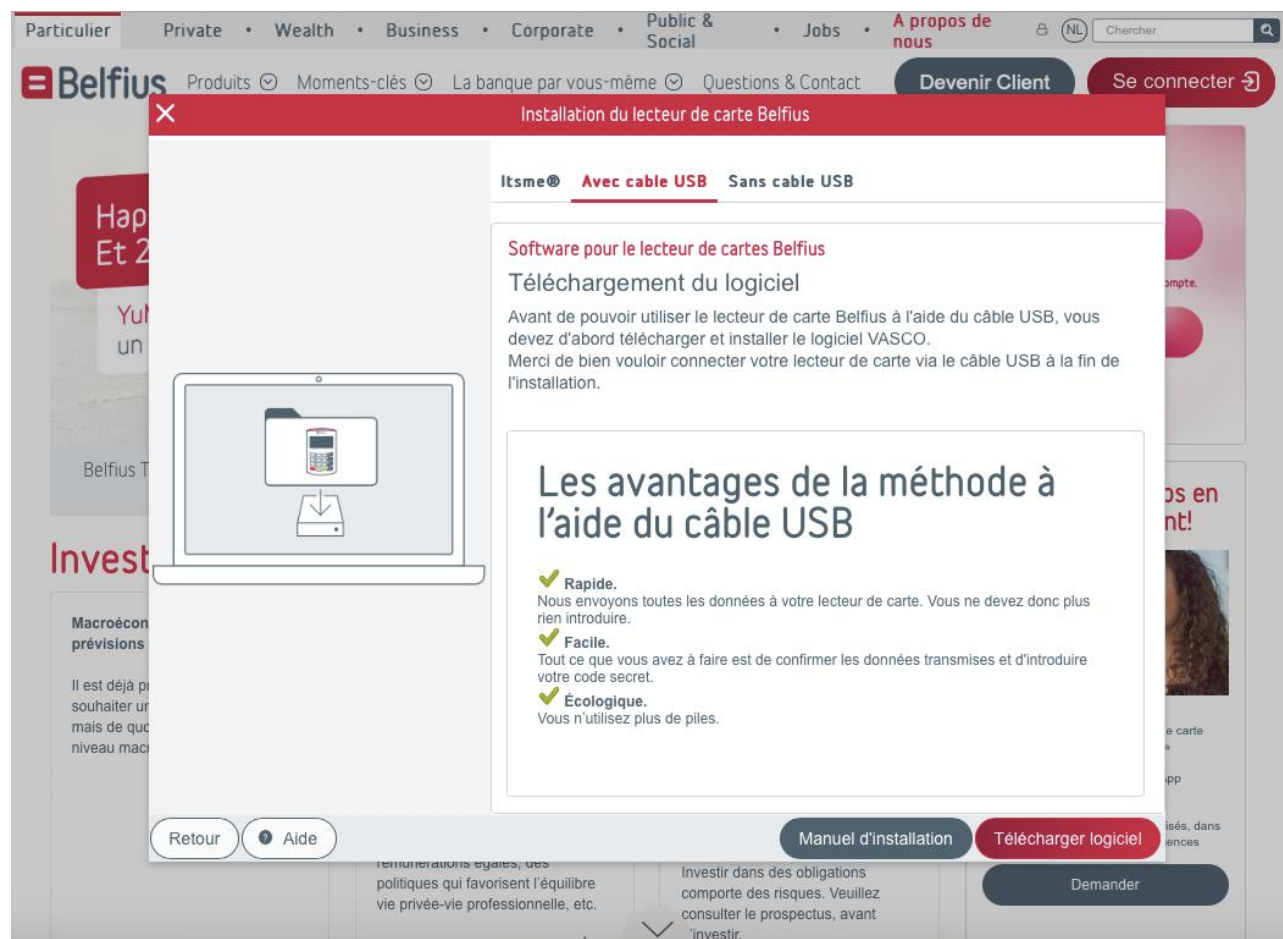 Particulier Private • Wealth • Business • Corporate • Public & Social • Jobs • A propos de nous NL Chercher
Belfius Produits Moments-clés La banque par vous-même Questions & Contact Devenir Client Se connecter
Installation du lecteur de carte Belfius
Itsme® Avec cable USB Sans cable USB
Software pour le lecteur de cartes Belfius
Téléchargement du logiciel
Avant de pouvoir utiliser le lecteur de carte Belfius à l'aide du câble USB, vous
devez d'abord télécharger et installer le logiciel VASCO.
Merci de bien vouloir connecter votre lecteur de carte via le câble USB à la fin de
l'installation.
Les avantages de la méthode à
l'aide du câble USB
Rapide.
Nous envoyons toutes les données à votre lecteur de carte. Vous ne devez donc plus
rien introduire.
Facile.
Tout ce que vous avez à faire est de confirmer les données transmises et d'introduire
votre code secret.
Écologique.
Vous n'utilisez plus de piles.
Retour Aide Manuel d'installation Télécharger logiciel
Hap
Et 2
YuM
un
Belfius T
Invest
Macroécon
prévisions
Il est déjà pr
souhaiter un
mais de quo
niveau macr
rémunérations égales, des
politiques qui favorisent l'équilibre
vie privée-vie professionnelle, etc.
Investir dans des obligations
comporte des risques. Veuillez
consulter le prospectus, avant
'investir.
ompte.
os en
nt!
e carte
App
isés, dans
ences
Demander